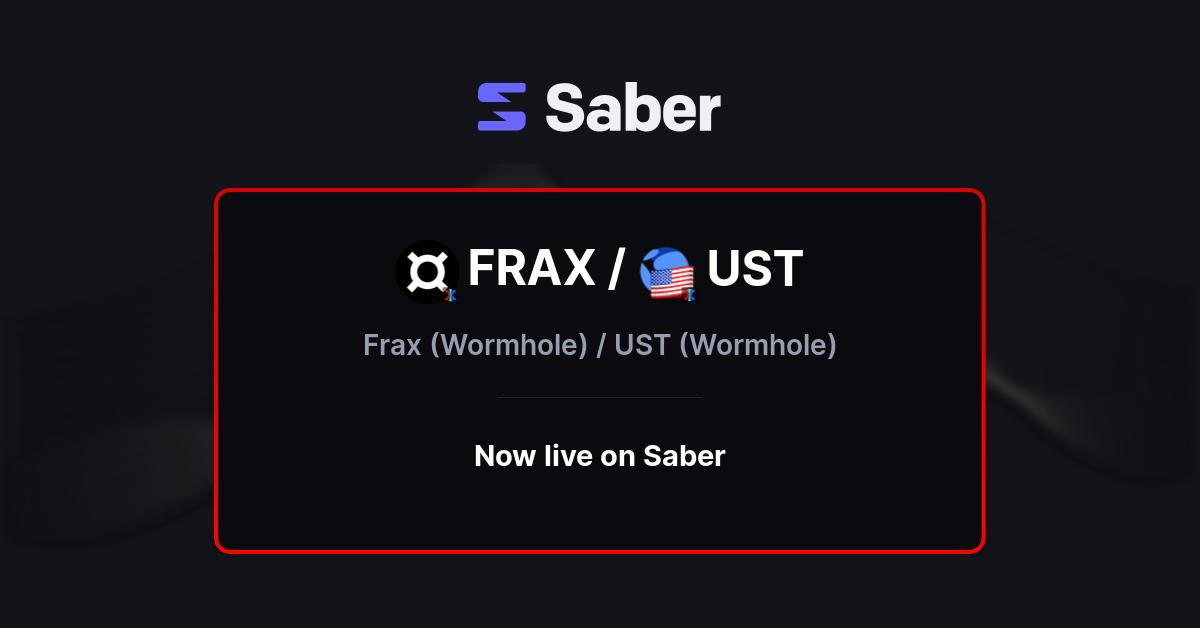 Saber
FRAX / UST
Frax (Wormhole) / UST (Wormhole)
Now live on Saber